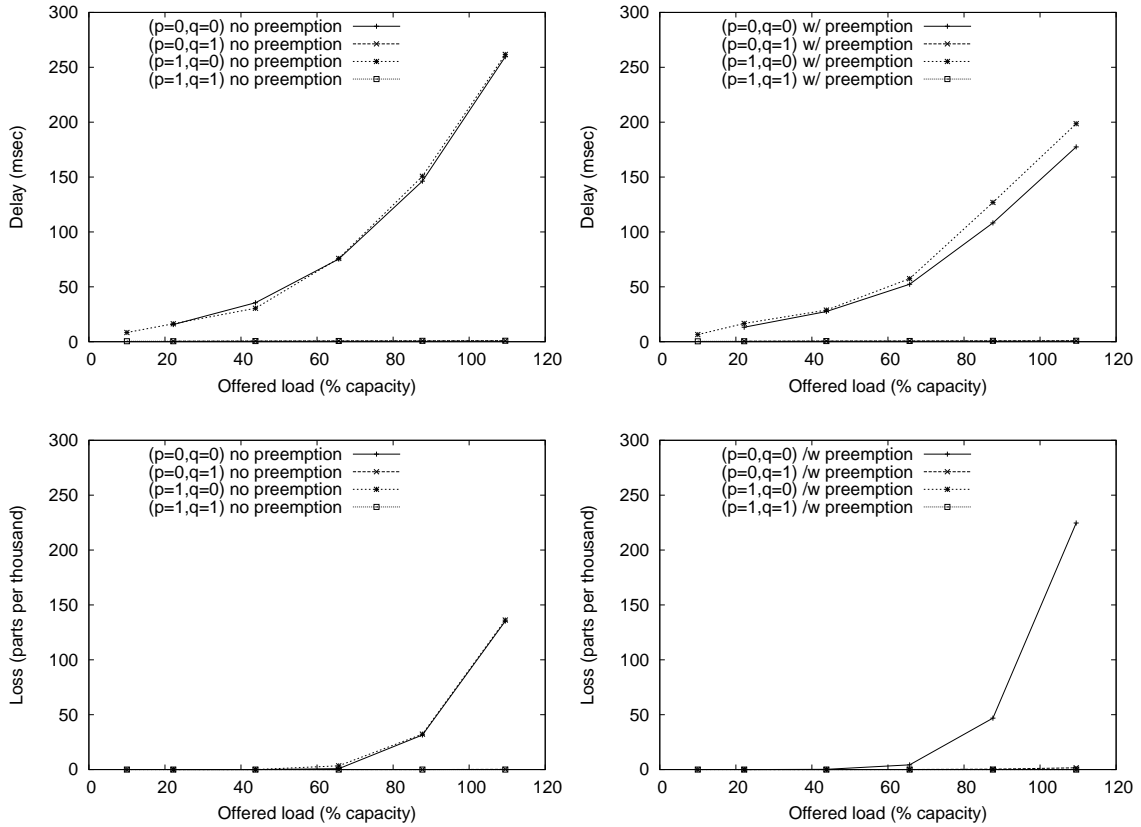 300
250
200
150
100
50
0
Delay (msec)
(p=0,q=0) no preemption
(p=0,q=1) no preemption
(p=1,q=0) no preemption
(p=1,q=1) no preemption
0 20 40 60 80 100 120
Offered load (% capacity)
300
250
200
150
100
50
0
Delay (msec)
(p=0,q=0) w/ preemption
(p=0,q=1) w/ preemption
(p=1,q=0) w/ preemption
(p=1,q=1) w/ preemption
0 20 40 60 80 100 120
Offered load (% capacity)
300
250
200
150
100
50
0
Loss (parts per thousand)
(p=0,q=0) no preemption
(p=0,q=1) no preemption
(p=1,q=0) no preemption
(p=1,q=1) no preemption
0 20 40 60 80 100 120
Offered load (% capacity)
300
250
200
150
100
50
0
Loss (parts per thousand)
(p=0,q=0) /w preemption
(p=0,q=1) /w preemption
(p=1,q=0) /w preemption
(p=1,q=1) /w preemption
0 20 40 60 80 100 120
Offered load (% capacity)